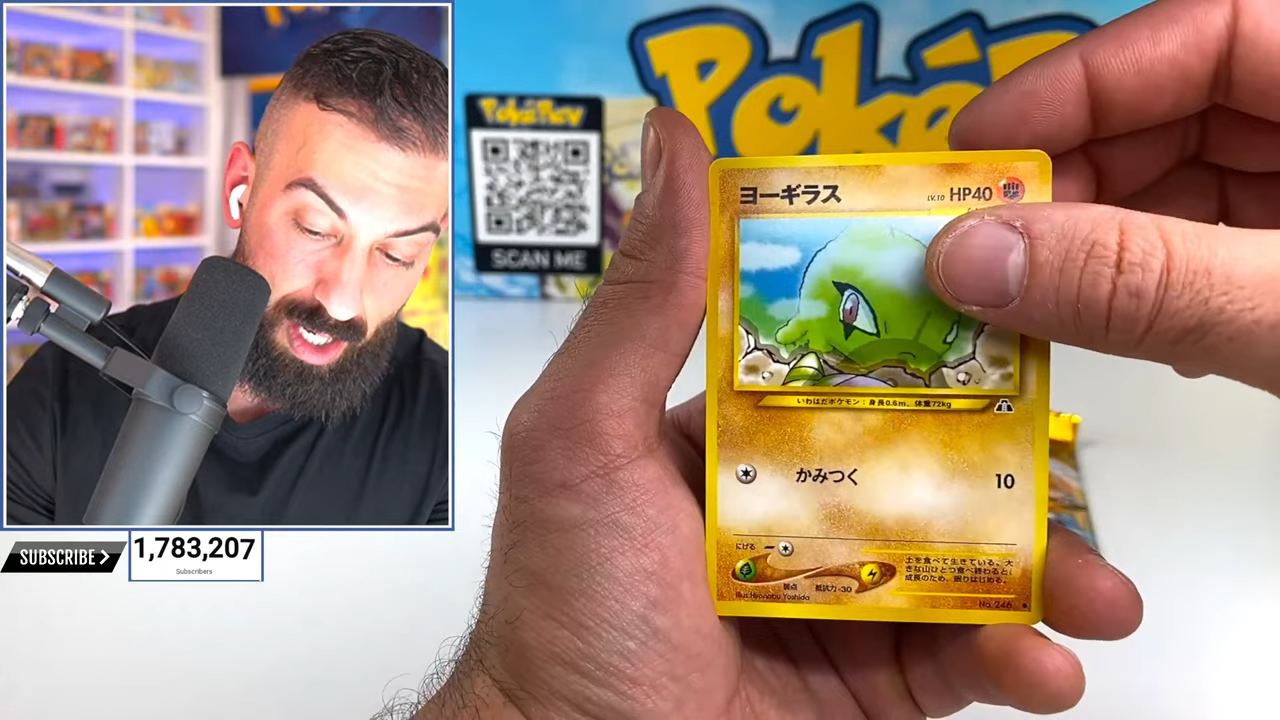 Poké
PokéRev
SCAN ME
ヨーギラス
LV.10 HP40
いわはだポケモン：身長0.6m、体重72kg
かみつく
10
にげる
弱点
抵抗力-30
土を食べて生きている。大
きな山ひとつ食べ終わると、
成長のため、眠りはじめる。
Illus. Hironobu Yoshida
No. 246
SUBSCRIBE
1,783,207
Subscribers